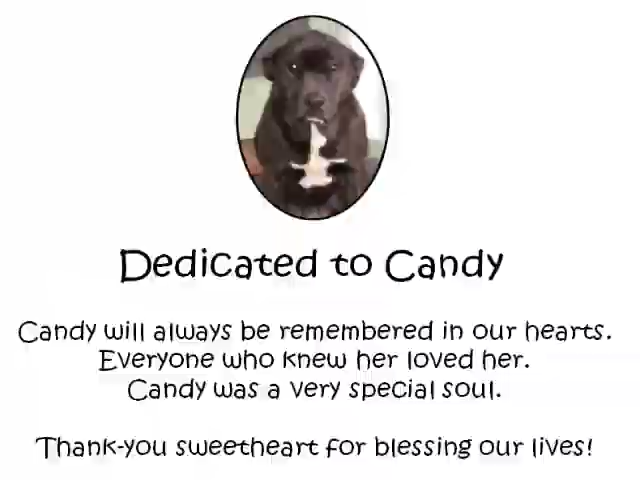 Dedicated to Candy
Candy will always be remembered in our hearts.
Everyone who knew her loved her.
Candy was a very special soul.
Thank-you sweetheart for blessing our lives!